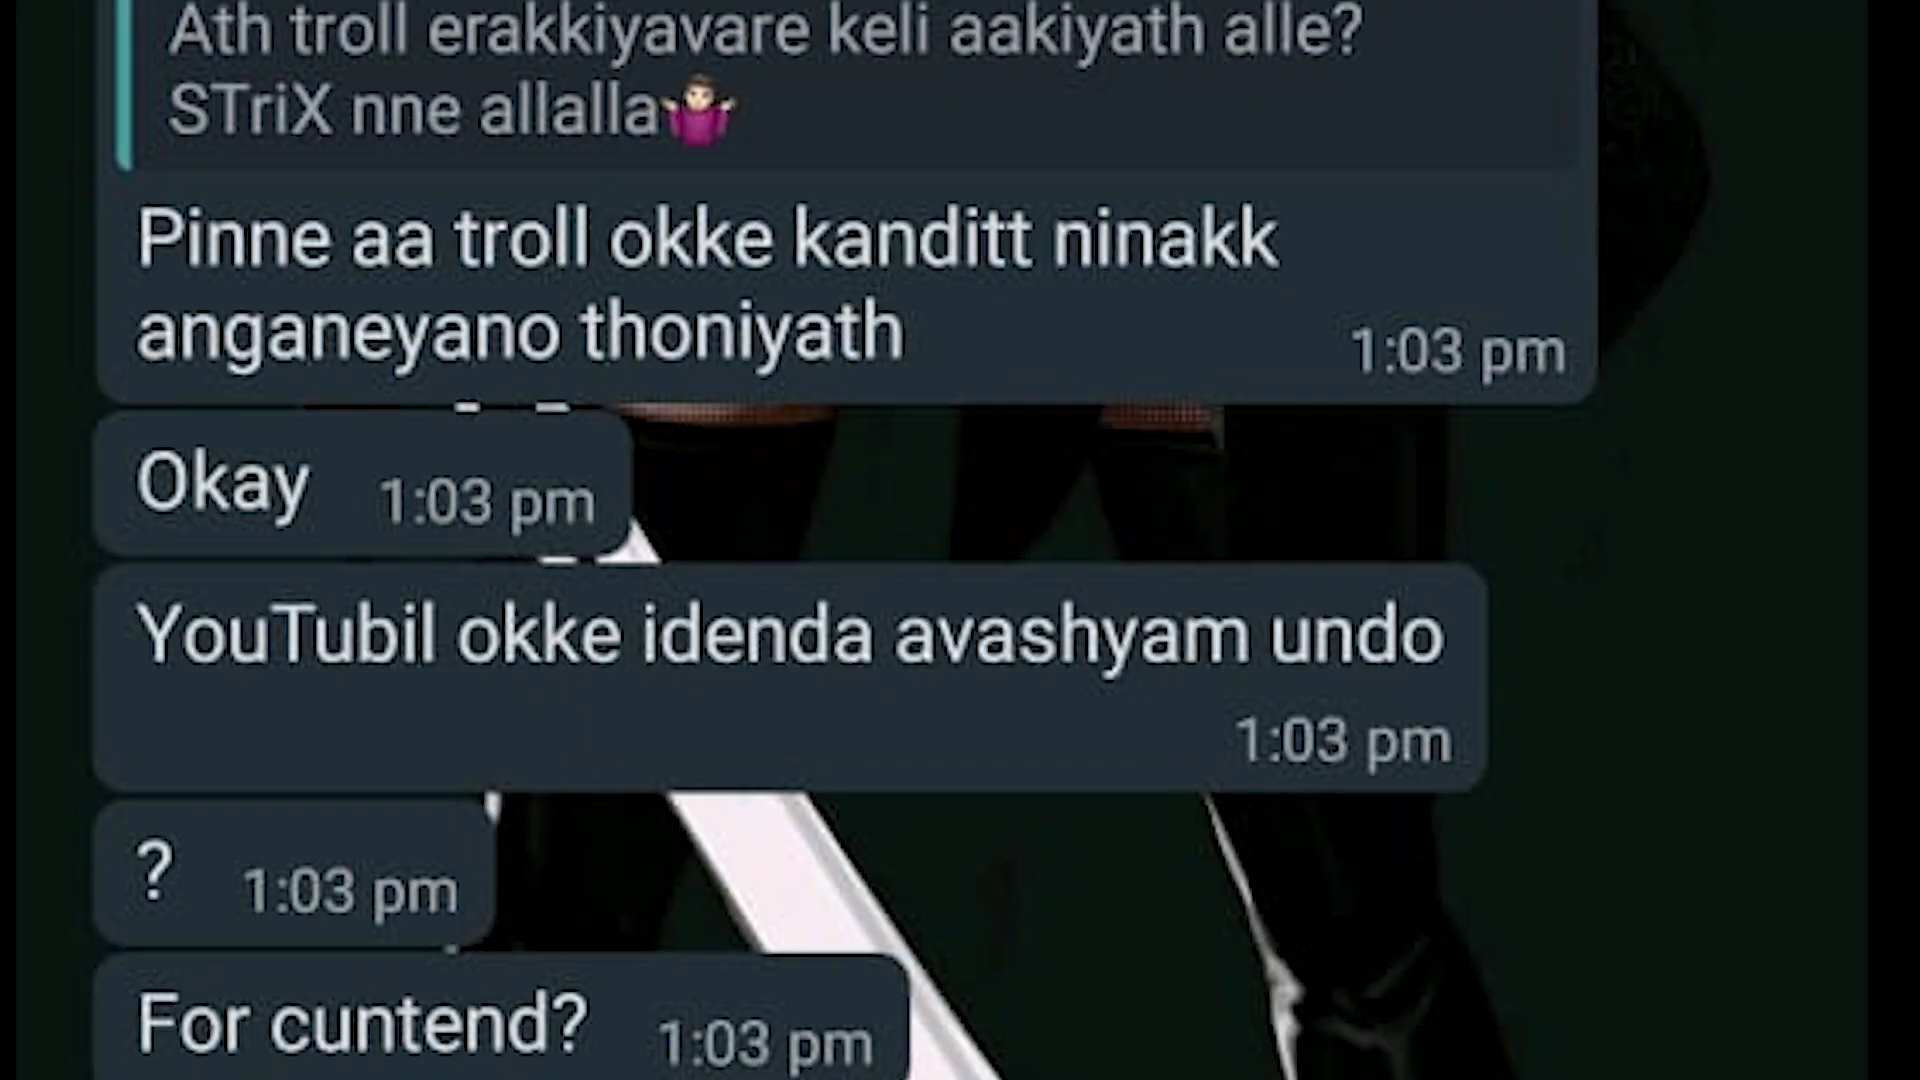 Ath troll erakkiyavare keli aakiyath alle?
STriX nne allalla🤷🏻‍♂️
Pinne aa troll okke kanditt ninakk
anganeyano thoniyath
1:03 pm
Okay 1:03 pm
YouTubil okke idenda avashyam undo
1:03 pm
? 1:03 pm
For cuntend? 1:03 pm